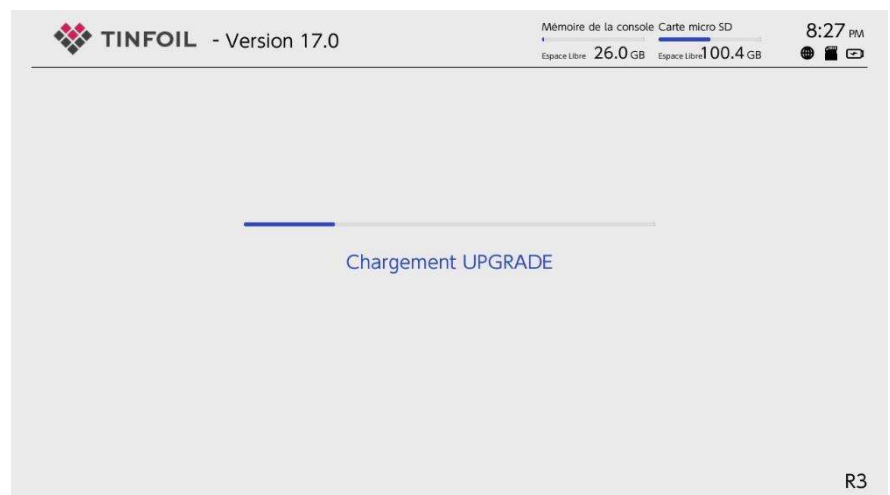 TINFOIL - Version 17.0
Mémoire de la console Carte micro SD
Espace Libre 26.0 GB Espace Libre 100.4 GB
8:27 PM
Chargement UPGRADE
R3